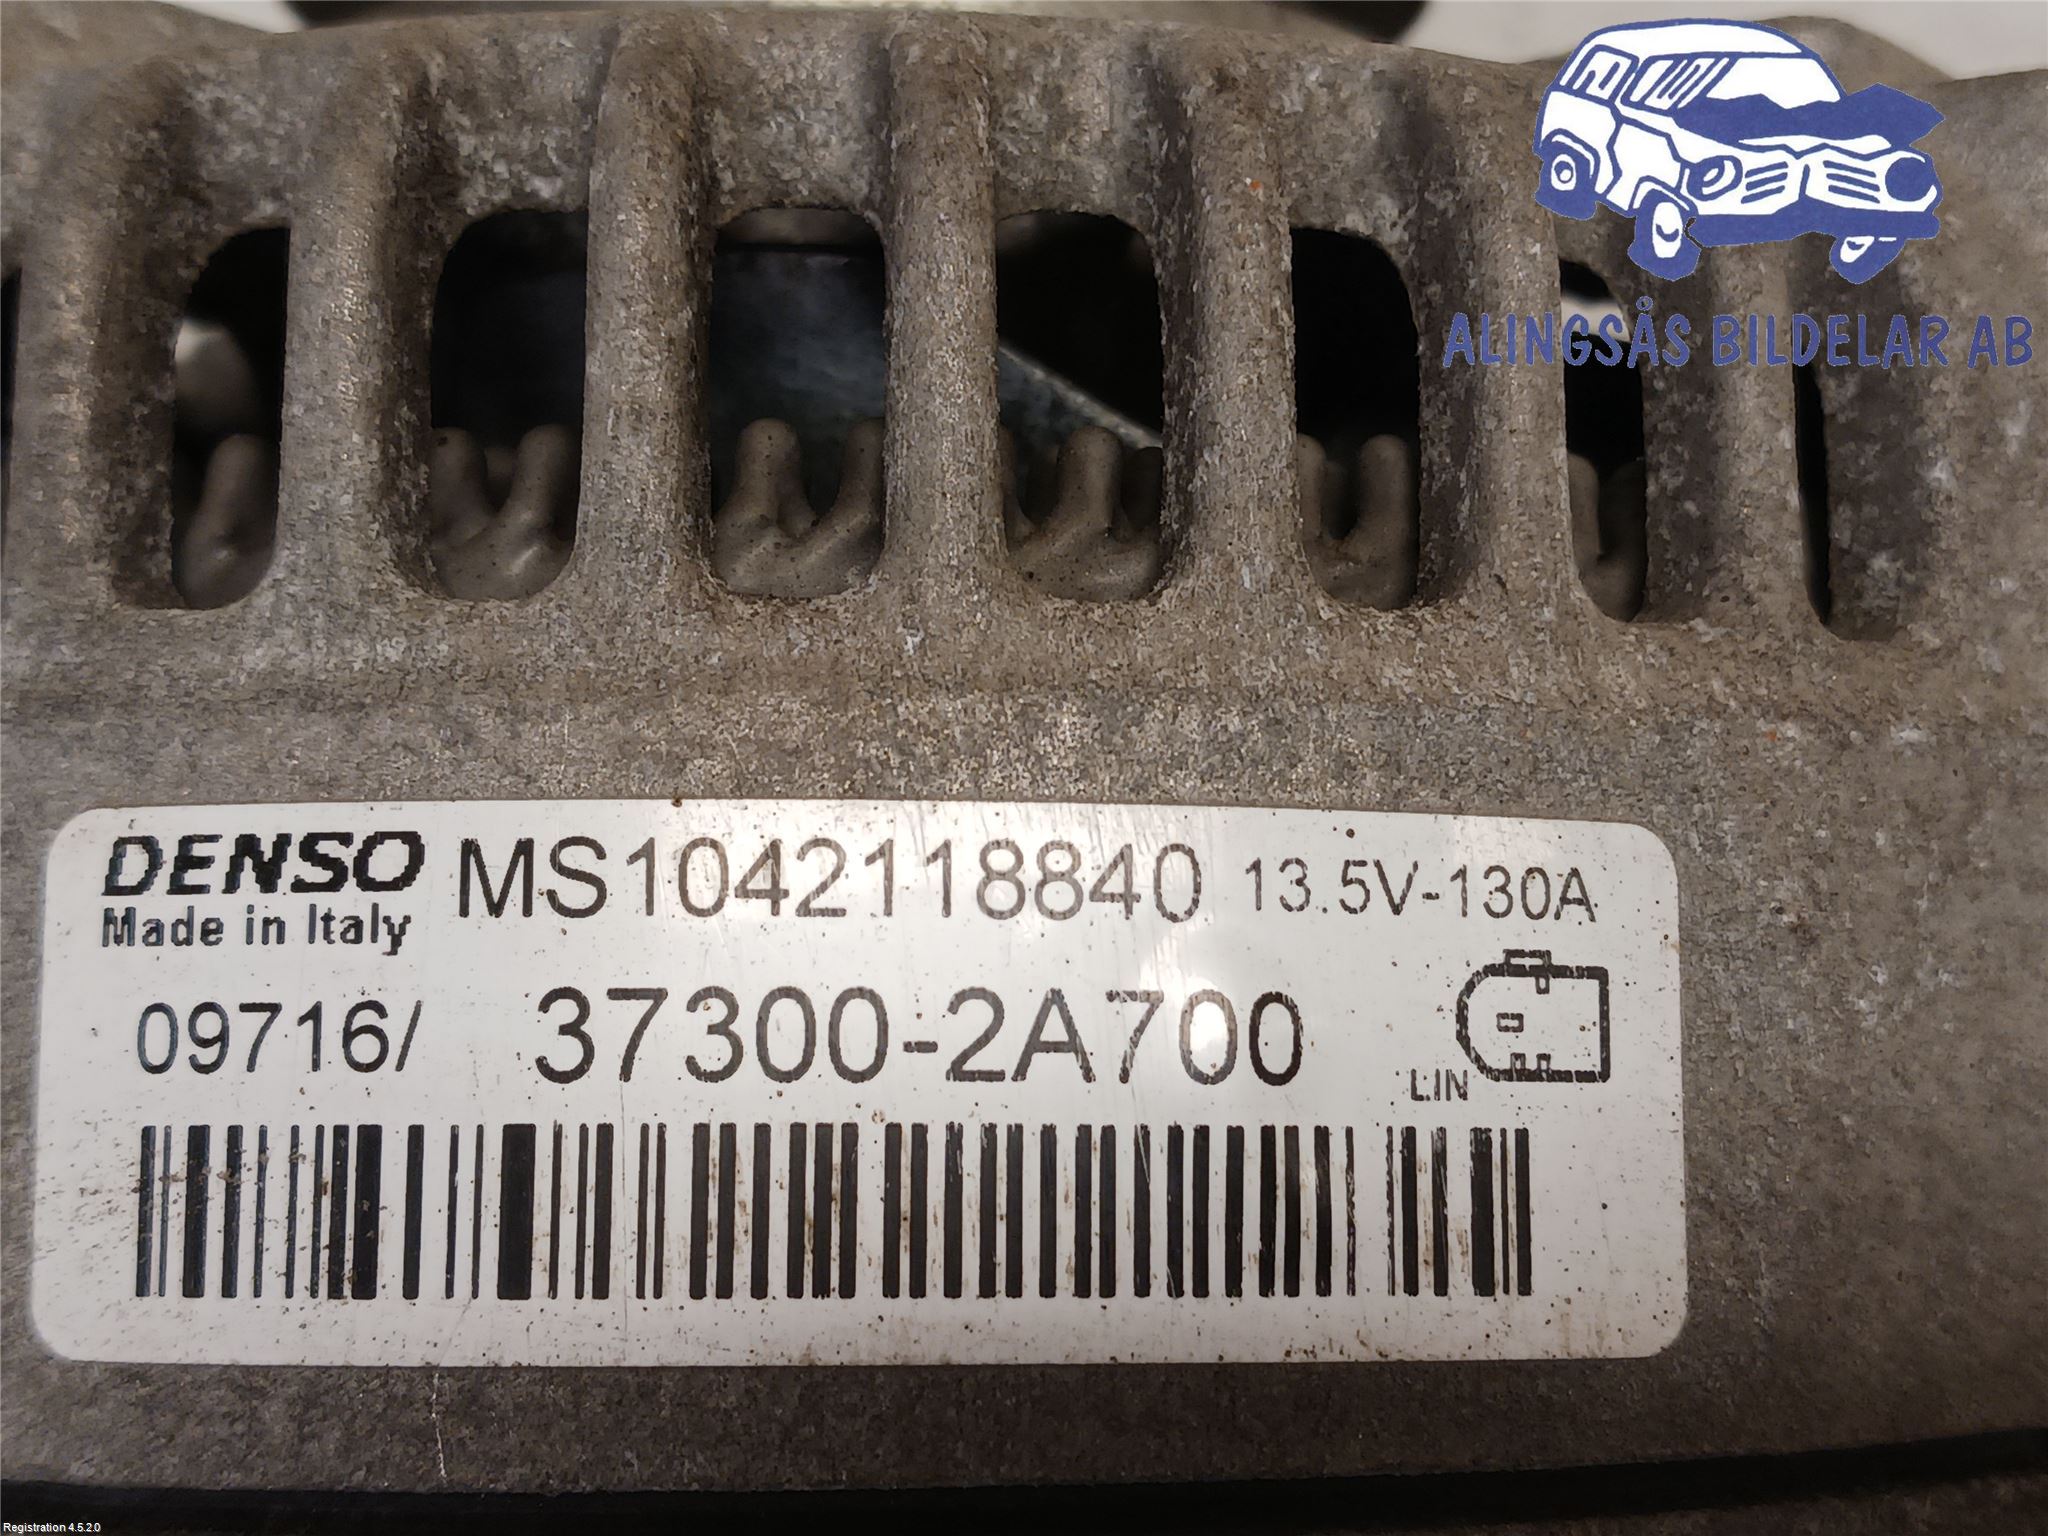 ALINGSÅS BILDELAR AB
DENSO MS1042118840 13.5V-130A
Made in Italy
09716/ 37300-2A700
LIN
Registration 4.5.2.0